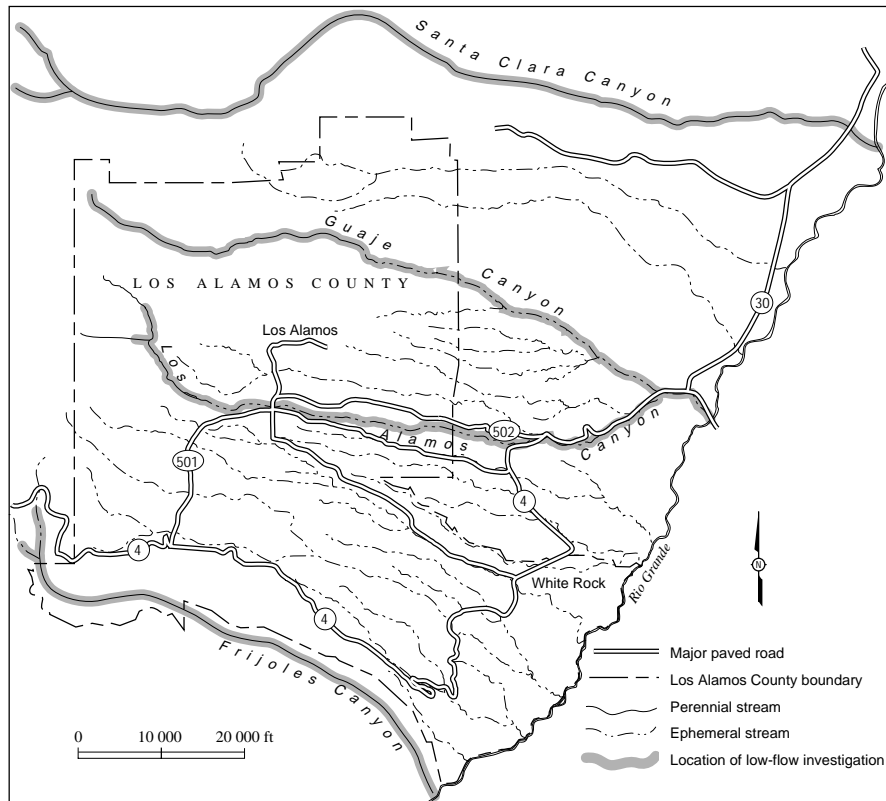 Santa Clara Canyon
Guaje Canyon
LOS ALAMOS COUNTY
30
Los Alamos
Los Alamos Canyon
502
501
4
4
White Rock
Rio Grande
N
4
Frijoles Canyon
Major paved road
Los Alamos County boundary
Perennial stream
Ephemeral stream
Location of low-flow investigation
0 10 000 20 000 ft